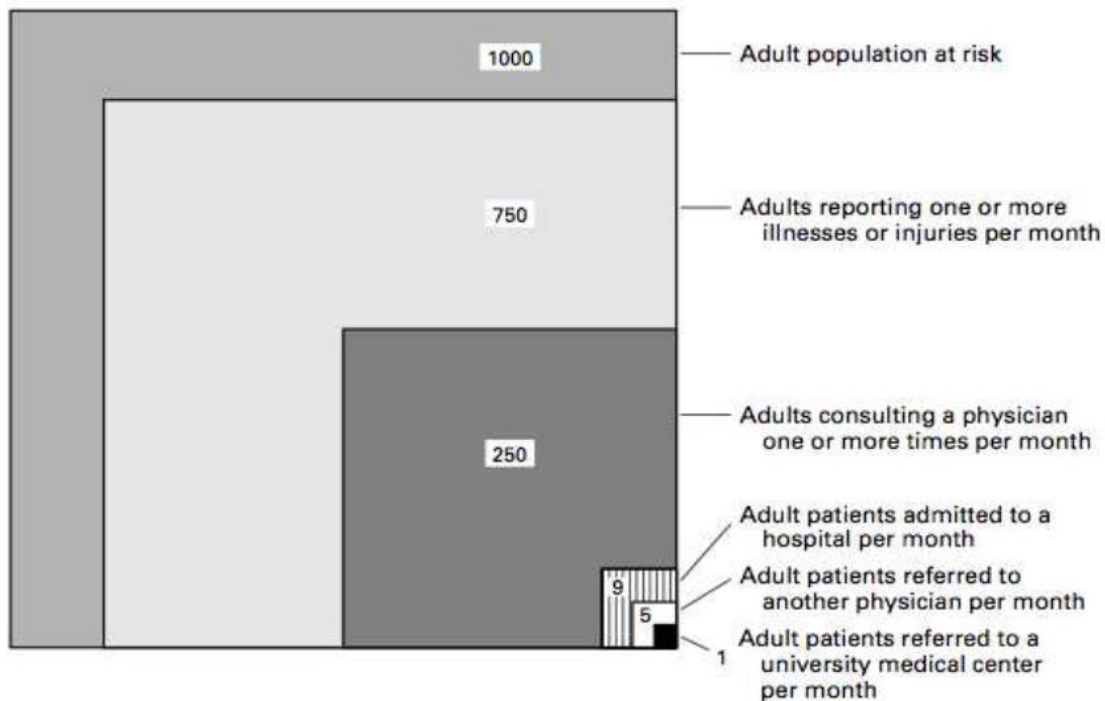 1000
Adult population at risk
750
Adults reporting one or more
illnesses or injuries per month
250
Adults consulting a physician
one or more times per month
Adult patients admitted to a
hospital per month
9
Adult patients referred to
another physician per month
5
1
Adult patients referred to a
university medical center
per month